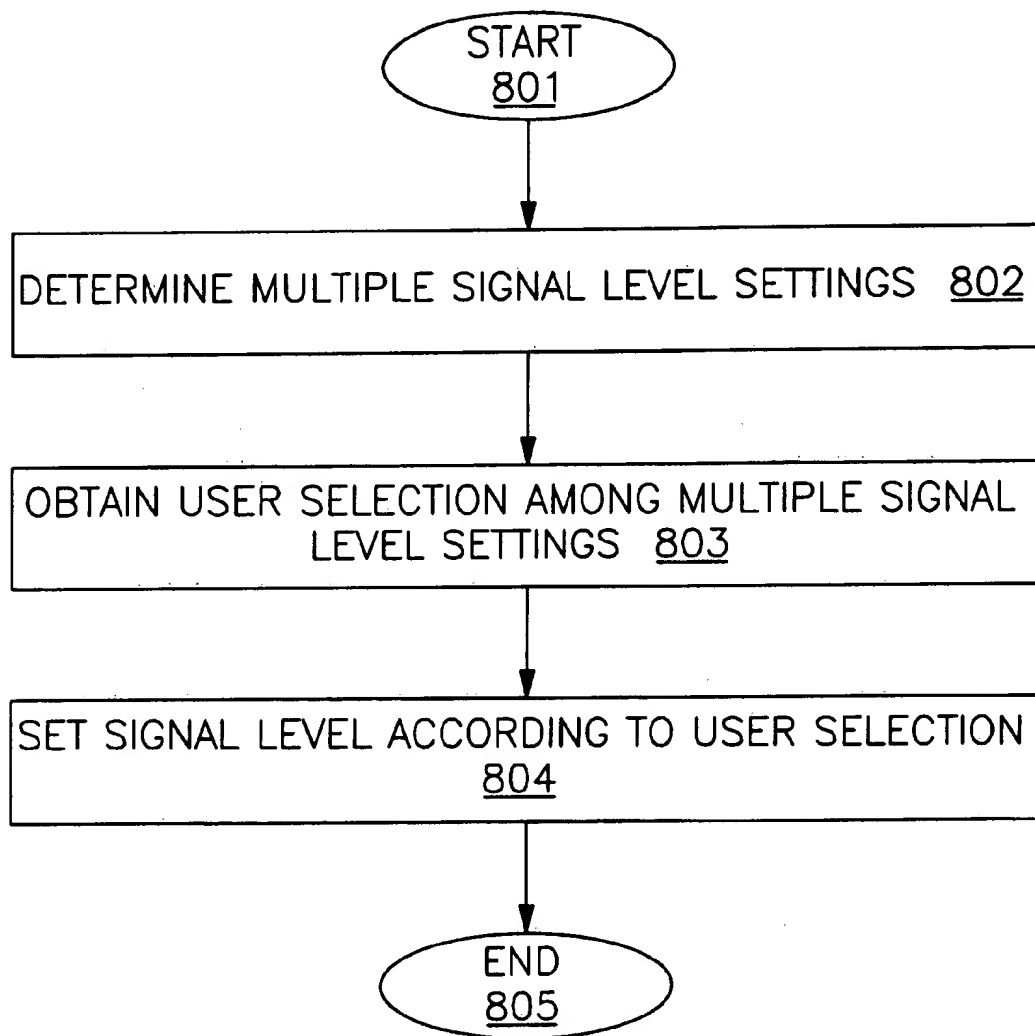 START
801
DETERMINE MULTIPLE SIGNAL LEVEL SETTINGS 802
OBTAIN USER SELECTION AMONG MULTIPLE SIGNAL
LEVEL SETTINGS 803
SET SIGNAL LEVEL ACCORDING TO USER SELECTION
804
END
805